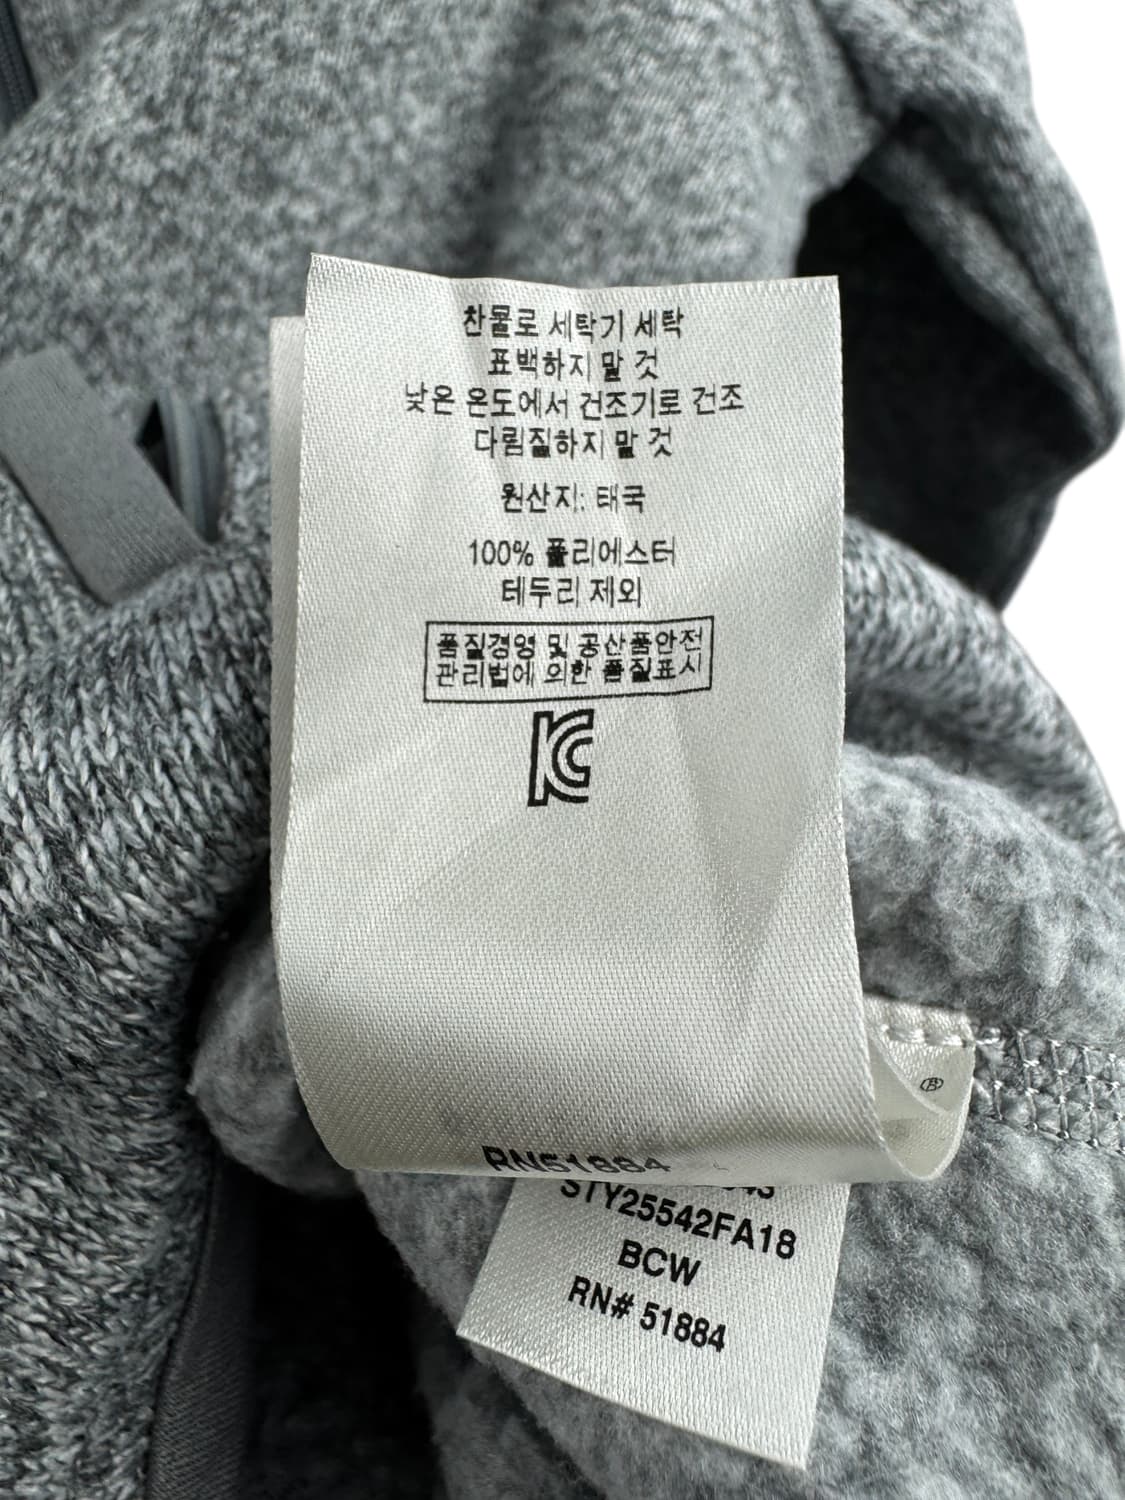 찬물로 세탁기 세탁
표백하지 말 것
낮은 온도에서 건조기로 건조
다림질하지 말 것
원산지: 태국
100% 폴리에스터
테두리 제외
품질경영 및 공산품안전
관리법에 의한 품질표시
KC
RN51884
STY25542FA18
BCW
RN# 51884